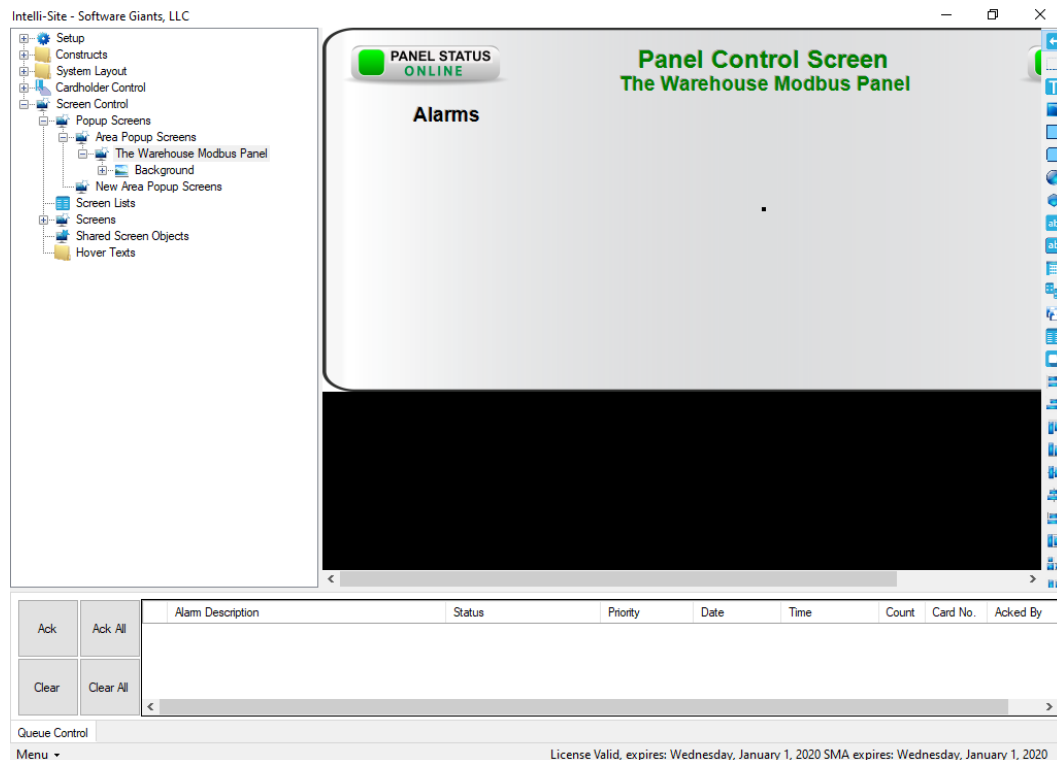 Intelli-Site - Software Giants, LLC
Setup
Constructs
System Layout
Cardholder Control
Screen Control
Popup Screens
Area Popup Screens
The Warehouse Modbus Panel
Background
New Area Popup Screens
Screen Lists
Screens
Shared Screen Objects
Hover Texts
PANEL STATUS
ONLINE
Panel Control Screen
The Warehouse Modbus Panel
Alarms
Ack
Ack All
Clear
Clear All
Alarm Description Status Priority Date Time Count Card No. Acked By
Queue Control
Menu
License Valid, expires: Wednesday, January 1, 2020 SMA expires: Wednesday, January 1, 2020